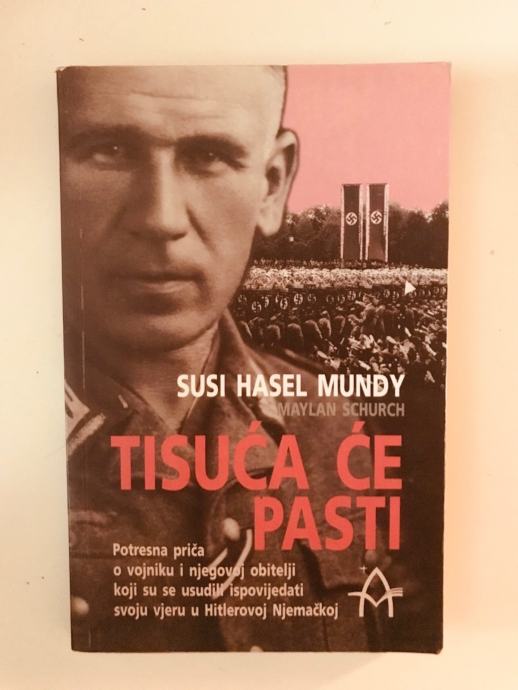 SUSI HASEL MUNDY
MAYLAN SCHURCH
TISUĆA ĆE
PASTI
Potresna priča
o vojniku i njegovoj obitelji
koji su se usudili ispovijedati
svoju vjeru u Hitlerovoj Njemačkoj